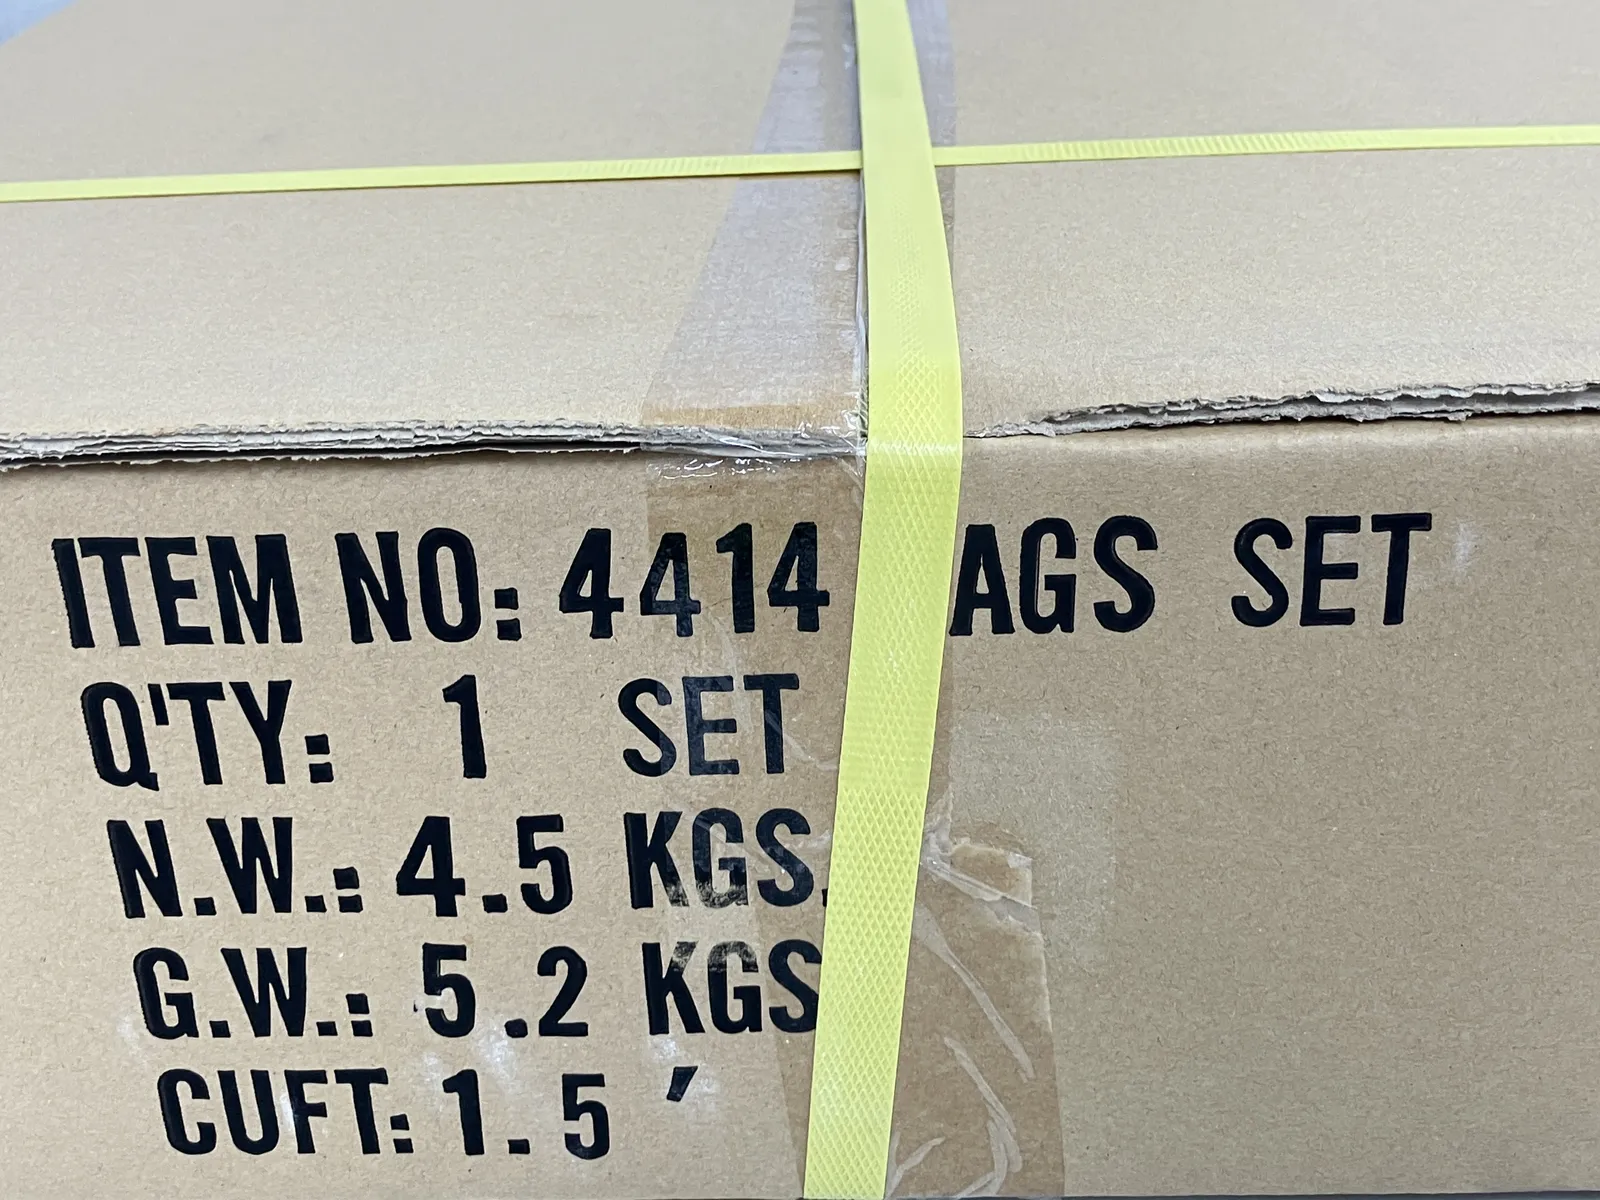 ITEM NO: 4414 AGS SET
Q'TY: 1 SET
N.W.: 4.5 KGS.
G.W.: 5.2 KGS
CUFT: 1.5 ′